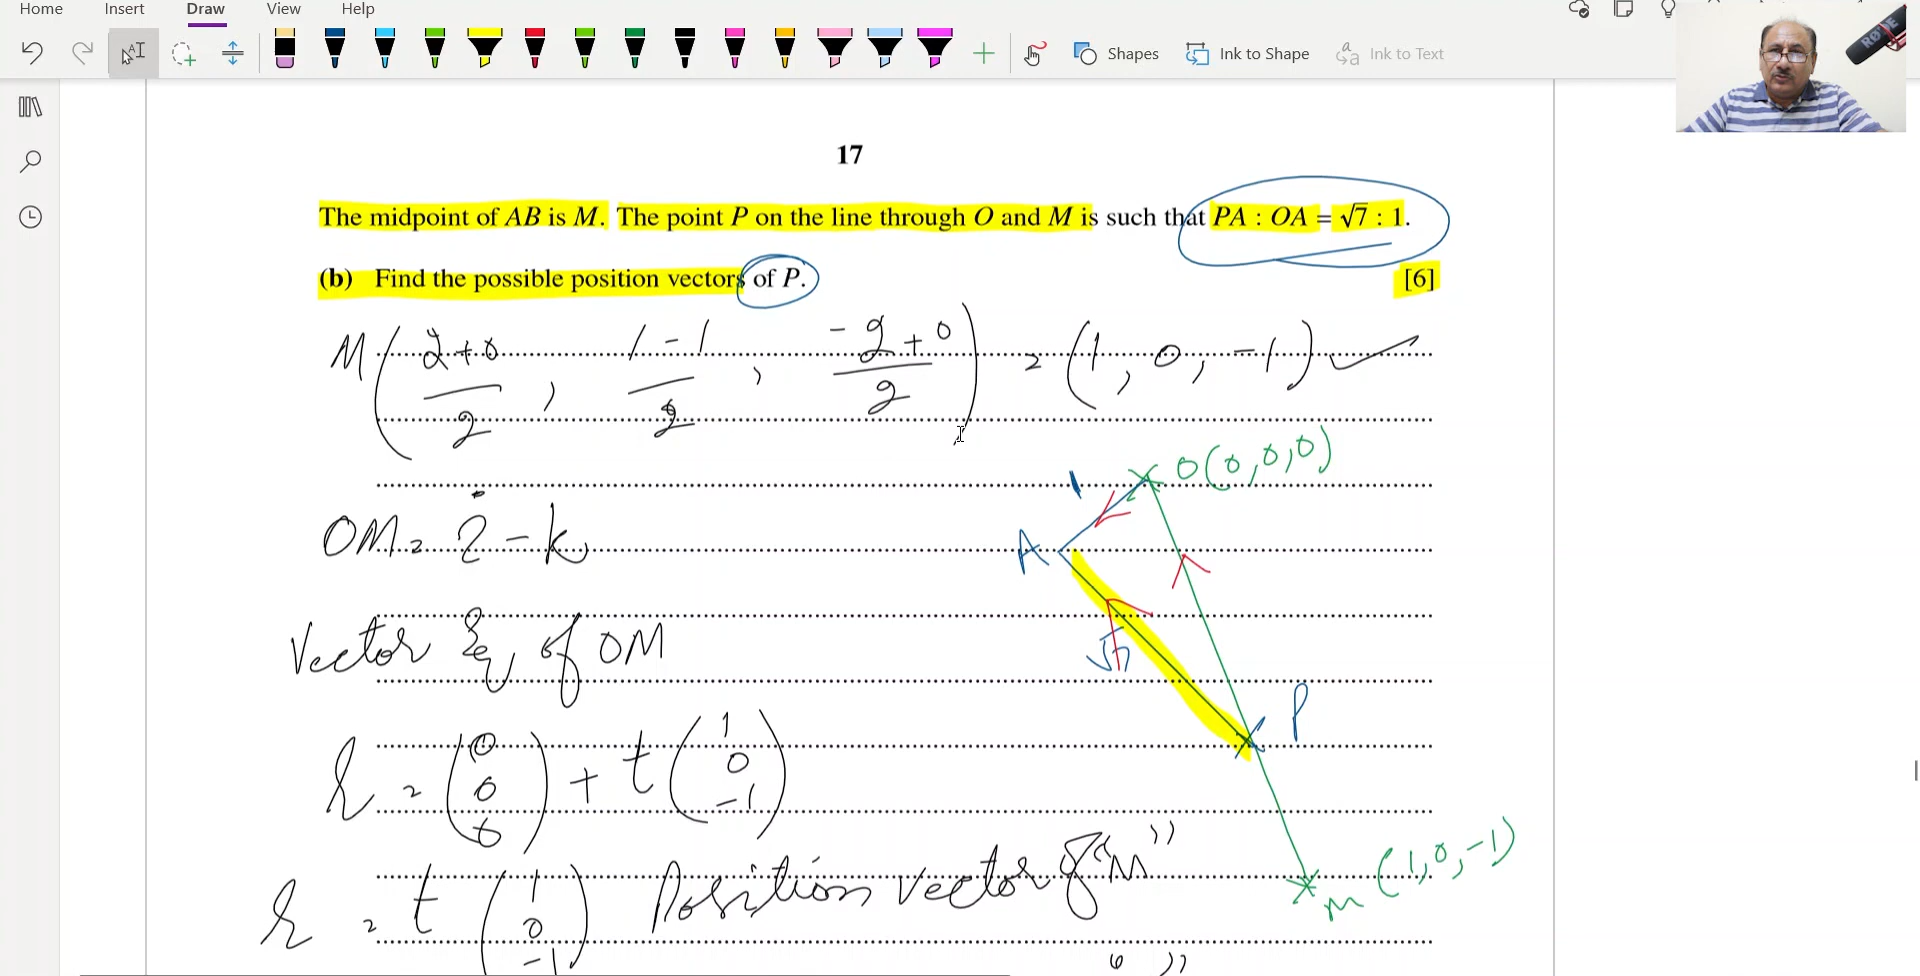 Home Insert Draw View Help
Shapes Ink to Shape Ink to Text
17
The midpoint of AB is M. The point P on the line through O and M is such that PA : OA = √7 : 1.
(b) Find the possible position vectors of P. [6]
M(2+0/2, 1-1/2, -2+0/2) = (1, 0, -1)
O(0,0,0)
1
OM = i - k
A
Vector Eq of OM
√7
P
r = (0 0 0) + t(1 0 -1)
m (1,0,-1)
r = t(1 0 -1) Position vector of "M"